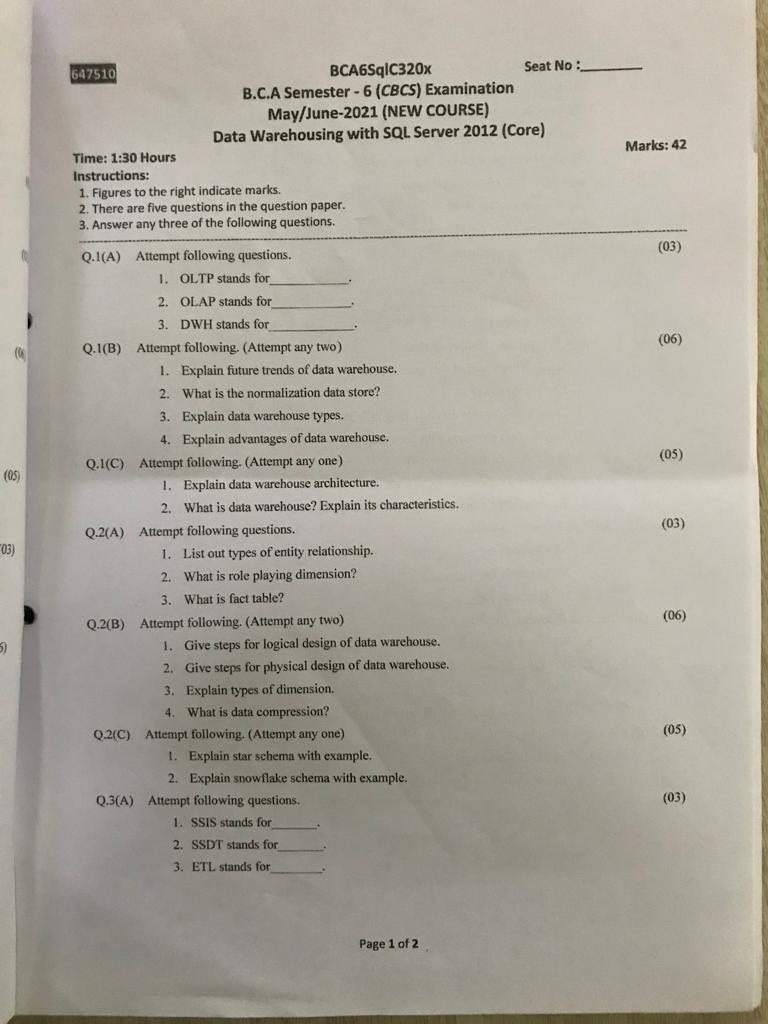 647510
BCA6SqlC320x
Seat No :________
B.C.A Semester - 6 (CBCS) Examination
May/June-2021 (NEW COURSE)
Data Warehousing with SQL Server 2012 (Core)
Marks: 42
Time: 1:30 Hours
Instructions:
1. Figures to the right indicate marks.
2. There are five questions in the question paper.
3. Answer any three of the following questions.
Q.1(A) Attempt following questions. (03)
1. OLTP stands for____________.
2. OLAP stands for____________.
3. DWH stands for____________.
Q.1(B) Attempt following. (Attempt any two) (06)
1. Explain future trends of data warehouse.
2. What is the normalization data store?
3. Explain data warehouse types.
4. Explain advantages of data warehouse.
Q.1(C) Attempt following. (Attempt any one) (05)
1. Explain data warehouse architecture.
2. What is data warehouse? Explain its characteristics.
Q.2(A) Attempt following questions. (03)
1. List out types of entity relationship.
2. What is role playing dimension?
3. What is fact table?
Q.2(B) Attempt following. (Attempt any two) (06)
1. Give steps for logical design of data warehouse.
2. Give steps for physical design of data warehouse.
3. Explain types of dimension.
4. What is data compression?
Q.2(C) Attempt following. (Attempt any one) (05)
1. Explain star schema with example.
2. Explain snowflake schema with example.
Q.3(A) Attempt following questions. (03)
1. SSIS stands for_______.
2. SSDT stands for_______.
3. ETL stands for________.
Page 1 of 2
(05)
03)